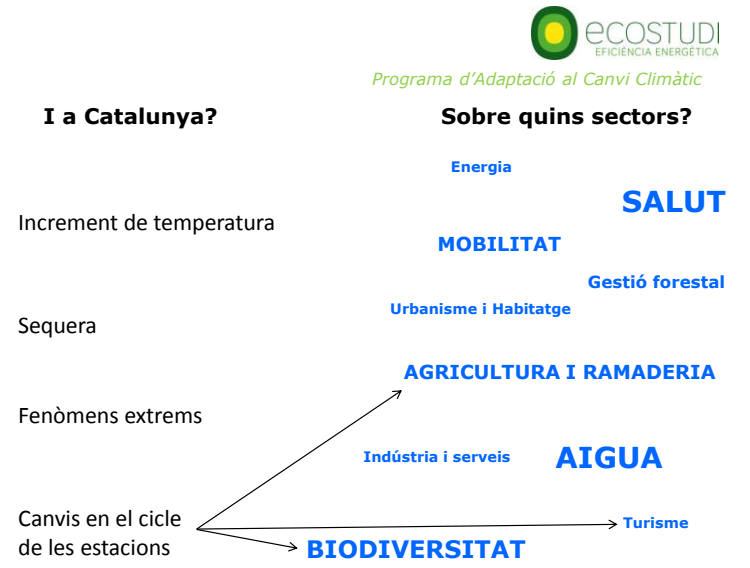 ecostudi
EFICIÈNCIA ENERGÈTICA
Programa d'Adaptació al Canvi Climàtic
I a Catalunya?
Sobre quins sectors?
Energia
SALUT
Increment de temperatura
MOBILITAT
Gestió forestal
Urbanisme i Habitatge
Sequera
AGRICULTURA I RAMADERIA
Fenòmens extrems
Indústria i serveis
AIGUA
Canvis en el cicle
de les estacions
Turisme
BIODIVERSITAT